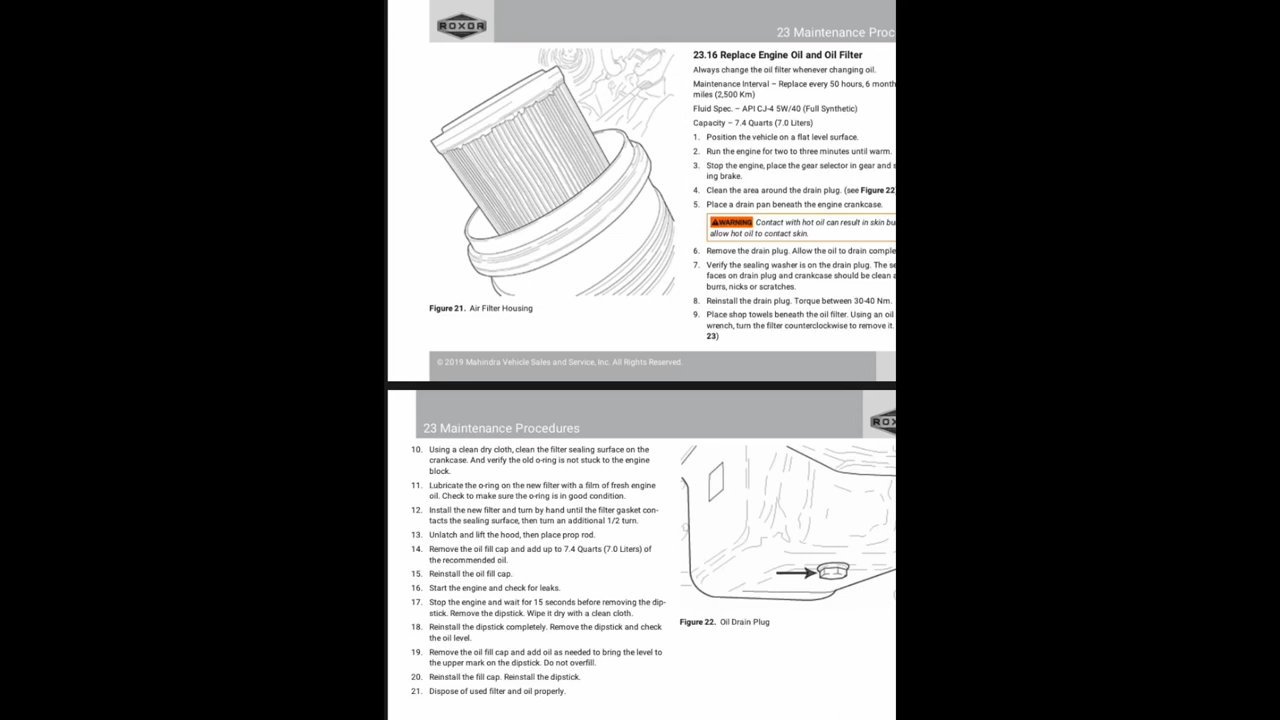 ROXOR
23 Maintenance Proc
23.16 Replace Engine Oil and Oil Filter
Always change the oil filter whenever changing oil.
Maintenance Interval – Replace every 50 hours, 6 month
miles (2,500 Km)
Fluid Spec. – API CJ-4 5W/40 (Full Synthetic)
Capacity – 7.4 Quarts (7.0 Liters)
1. Position the vehicle on a flat level surface.
2. Run the engine for two to three minutes until warm.
3. Stop the engine, place the gear selector in gear and s
ing brake.
4. Clean the area around the drain plug. (see Figure 22
5. Place a drain pan beneath the engine crankcase.
WARNING Contact with hot oil can result in skin bu
allow hot oil to contact skin.
6. Remove the drain plug. Allow the oil to drain comple
7. Verify the sealing washer is on the drain plug. The se
faces on drain plug and crankcase should be clean a
burrs, nicks or scratches.
8. Reinstall the drain plug. Torque between 30-40 Nm.
9. Place shop towels beneath the oil filter. Using an oil
wrench, turn the filter counterclockwise to remove it.
23)
Figure 21. Air Filter Housing
© 2019 Mahindra Vehicle Sales and Service, Inc. All Rights Reserved.
23 Maintenance Procedures
ROX
10. Using a clean dry cloth, clean the filter sealing surface on the
crankcase. And verify the old o-ring is not stuck to the engine
block.
11. Lubricate the o-ring on the new filter with a film of fresh engine
oil. Check to make sure the o-ring is in good condition.
12. Install the new filter and turn by hand until the filter gasket con-
tacts the sealing surface, then turn an additional 1/2 turn.
13. Unlatch and lift the hood, then place prop rod.
14. Remove the oil fill cap and add up to 7.4 Quarts (7.0 Liters) of
the recommended oil.
15. Reinstall the oil fill cap.
16. Start the engine and check for leaks.
17. Stop the engine and wait for 15 seconds before removing the dip-
stick. Remove the dipstick. Wipe it dry with a clean cloth.
18. Reinstall the dipstick completely. Remove the dipstick and check
the oil level.
19. Remove the oil fill cap and add oil as needed to bring the level to
the upper mark on the dipstick. Do not overfill.
20. Reinstall the fill cap. Reinstall the dipstick.
21. Dispose of used filter and oil properly.
Figure 22. Oil Drain Plug